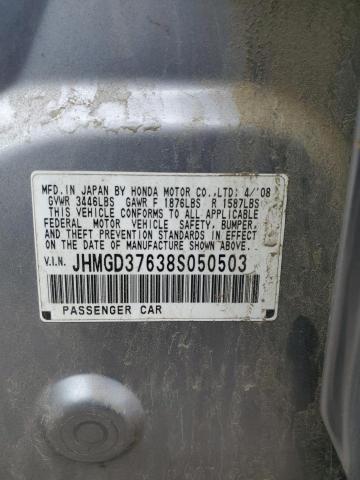 MFD. IN JAPAN BY HONDA MOTOR CO.,LTD: 4/'08
GVWR 3446LBS GAWR F 1876LBS R 1587LBS
THIS VEHICLE CONFORMS TO ALL APPLICABLE
FEDERAL MOTOR VEHICLE SAFETY, BUMPER,
AND THEFT PREVENTION STANDARDS IN EFFECT
ON THE DATE OF MANUFACTURE SHOWN ABOVE.
V.I.N. JHMGD37638S050503
PASSENGER CAR